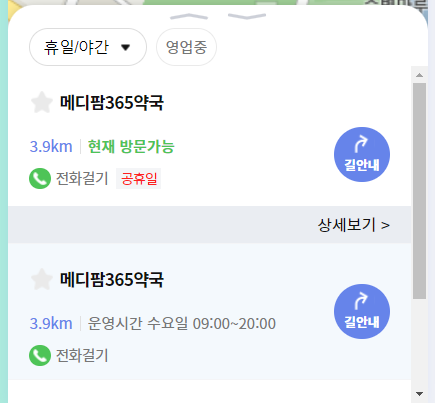 휴일/야간 ▼ 영업중
메디팜365약국
3.9km 현재 방문가능
길안내
전화걸기 공휴일
상세보기 >
메디팜365약국
3.9km 운영시간 수요일 09:00~20:00
길안내
전화걸기